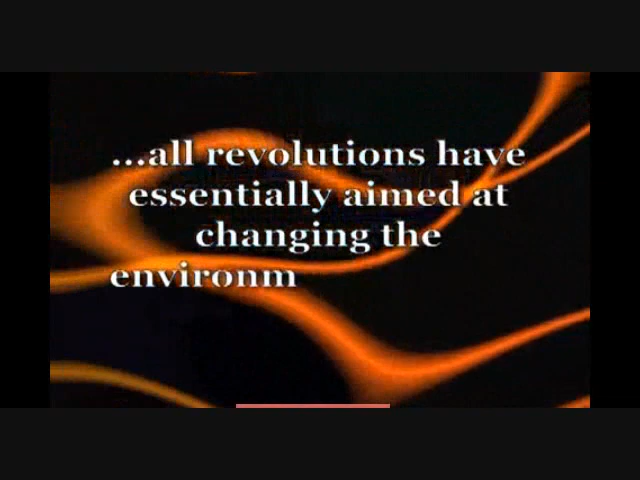 ...all revolutions have
essentially aimed at
changing the
environm